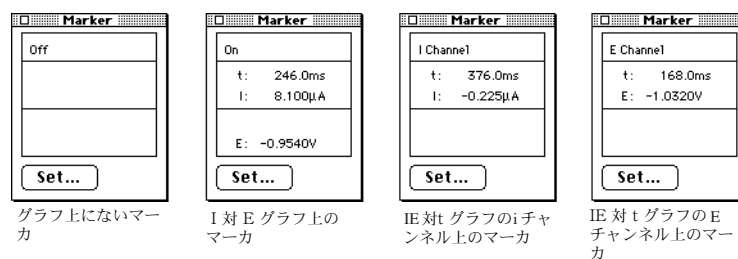 Marker
Off
Set...
グラフ上にないマー
カ
Marker
On
t: 246.0ms
I: 8.100µA
E: -0.9540V
Set...
I 対 E グラフ上の
マーカ
Marker
I Channel
t: 376.0ms
I: -0.225µA
Set...
IE 対t グラフのi チャ
ンネル上のマーカ
Marker
E Channel
t: 168.0ms
E: -1.0320V
Set...
IE 対 t グラフの E
チャンネル上のマー
カ